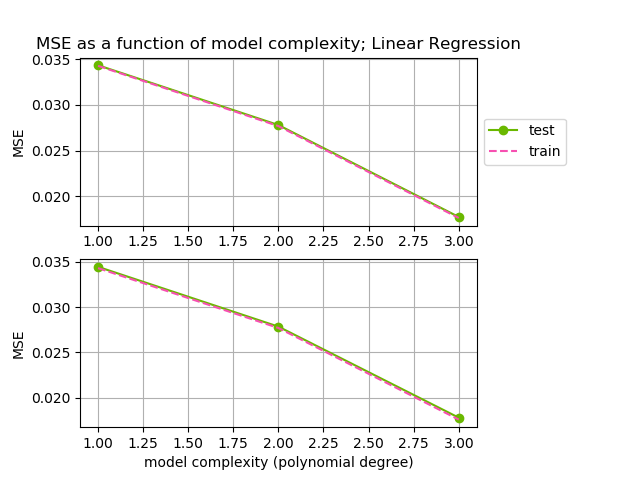 MSE as a function of model complexity; Linear Regression
0.035
0.030
0.025
0.020
MSE
1.00 1.25 1.50 1.75 2.00 2.25 2.50 2.75 3.00
test
train
0.035
0.030
0.025
0.020
MSE
1.00 1.25 1.50 1.75 2.00 2.25 2.50 2.75 3.00
model complexity (polynomial degree)